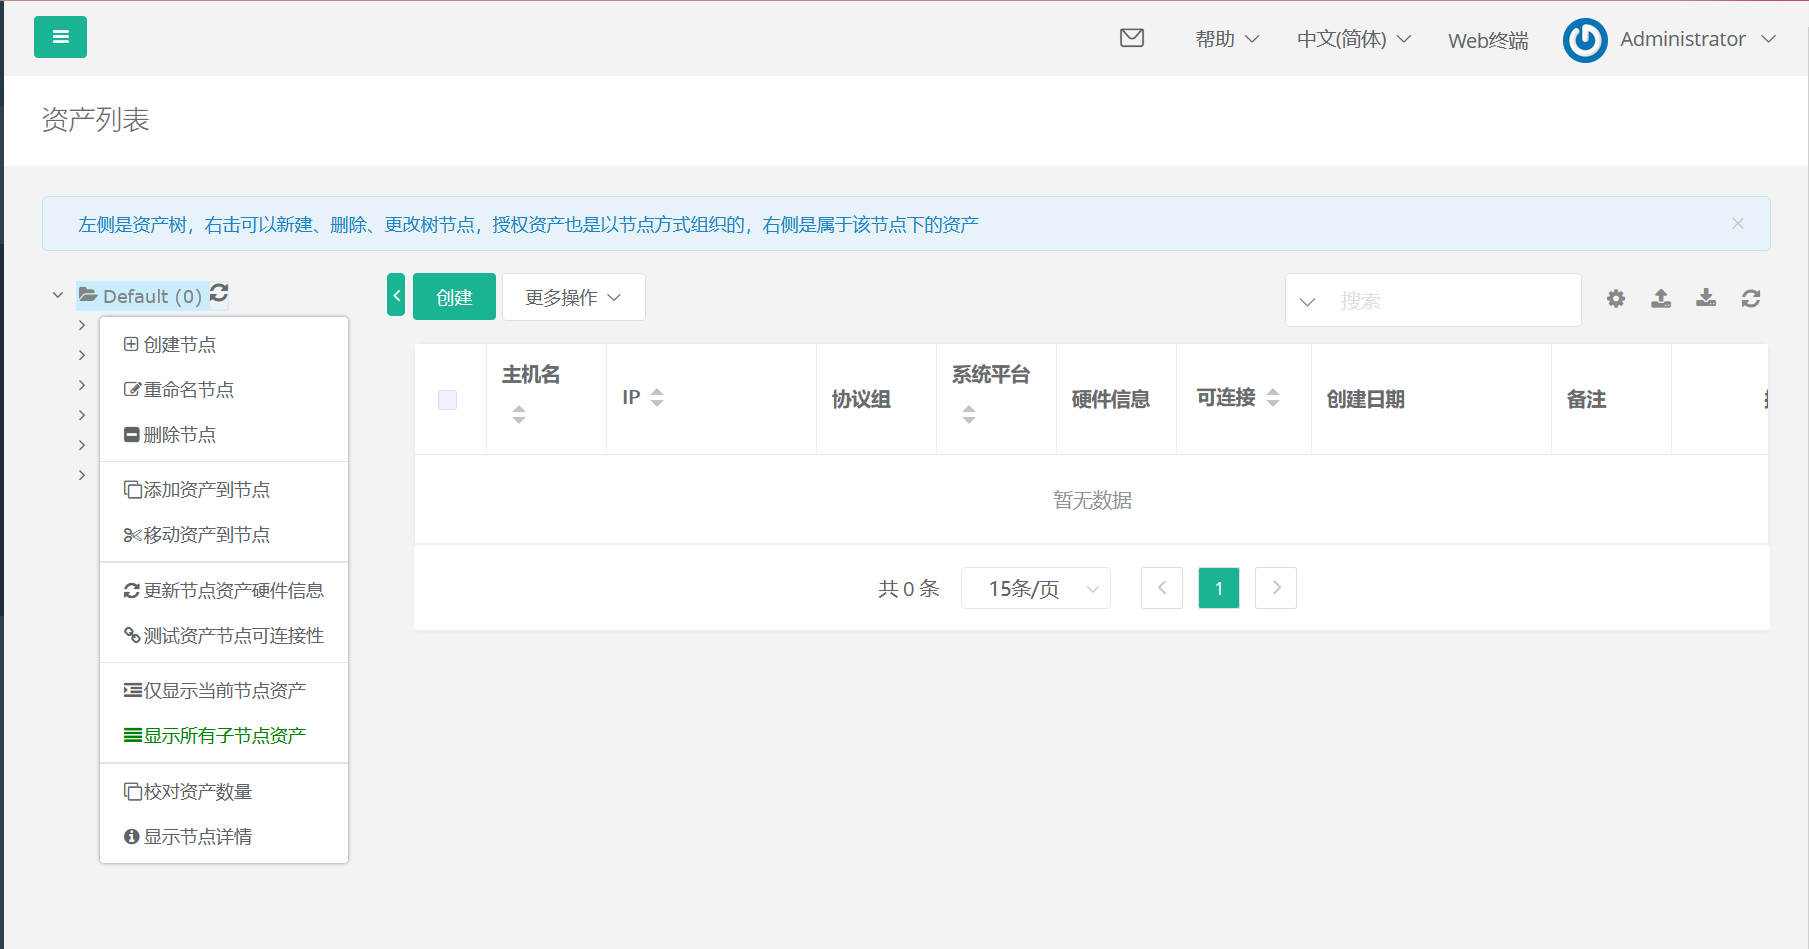 帮助
中文(简体)
Web终端
Administrator
资产列表
左侧是资产树，右击可以新建、删除、更改树节点，授权资产也是以节点方式组织的，右侧是属于该节点下的资产
Default (0)
创建节点
重命名节点
删除节点
添加资产到节点
移动资产到节点
更新节点资产硬件信息
测试资产节点可连接性
仅显示当前节点资产
显示所有子节点资产
校对资产数量
显示节点详情
创建
更多操作
搜索
主机名
IP
协议组
系统平台
硬件信息
可连接
创建日期
备注
暂无数据
共 0 条
15条/页
1